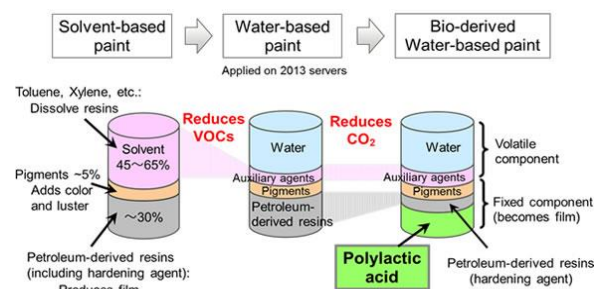 Solvent-based
paint
Water-based
paint
Bio-derived
Water-based paint
Applied on 2013 servers
Toluene, Xylene, etc.:
Dissolve resins
Reduces
VOCs
Reduces
CO₂
Solvent
45～65%
Pigments ~5%
Adds color
and luster
～30%
Petroleum-derived resins
(including hardening agent):
Produces film
Water
Auxiliary agents
Pigments
Petroleum-
derived resins
Water
Auxiliary agents
Pigments
Polylactic
acid
Volatile
component
Fixed component
(becomes film)
Petroleum-derived resins
(hardening agent)